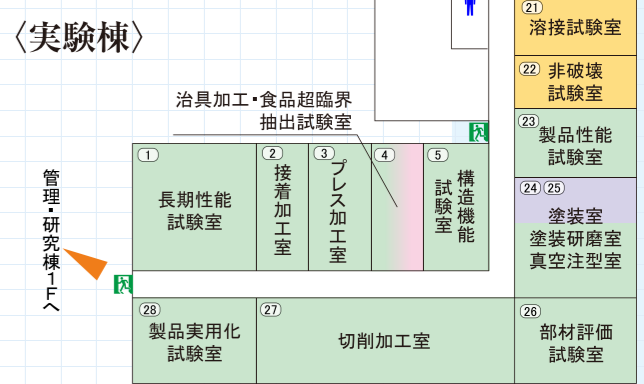 〈実験棟〉
21
溶接試験室
22
非破壊
試験室
治具加工・食品超臨界
抽出試験室
23
製品性能
試験室
1
長期性能
試験室
2
接着加工室
3
プレス加工室
4
5
構造機能
試験室
24 25
塗装室
塗装研磨室
真空注型室
管理・研究棟1Fへ
28
製品実用化
試験室
27
切削加工室
26
部材評価
試験室